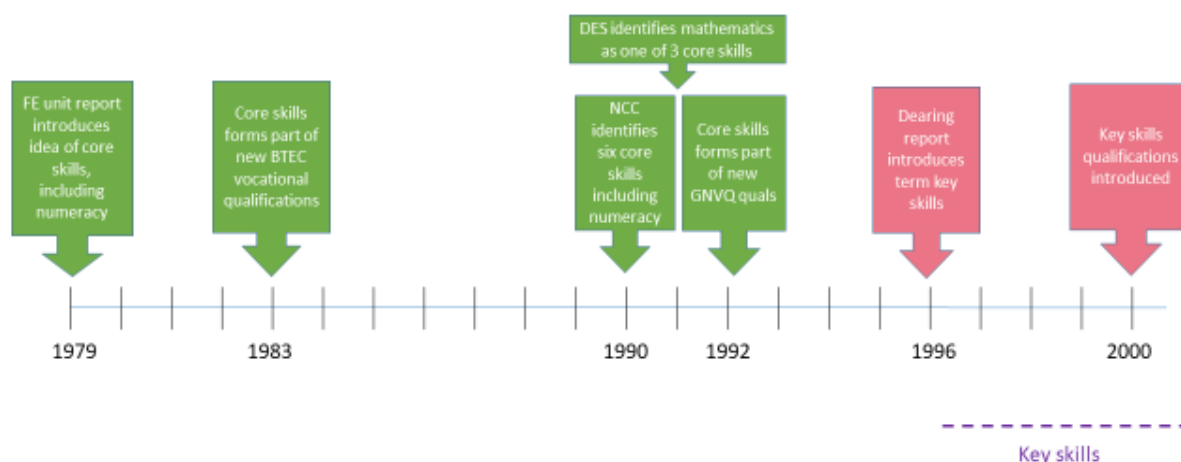 DES identifies mathematics
as one of 3 core skills
FE unit report
introduces
idea of core
skills,
including
numeracy
Core skills
forms part of
new BTEC
vocational
qualifications
NCC
identifies
six core
skills
including
numeracy
Core skills
forms part
of new
GNVQ quals
Dearing
report
introduces
term key
skills
Key skills
qualifications
introduced
1979
1983
1990
1992
1996
2000
Key skills